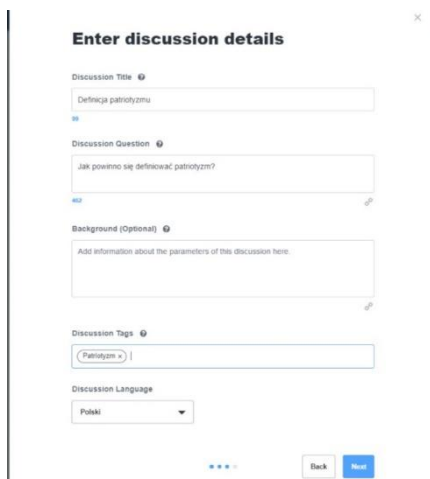 Enter discussion details
Discussion Title
Definicja patriotyzmu
Discussion Question
Jak powinno się definiować patriotyzm?
462
Background (Optional)
Add information about the parameters of this discussion here.
Discussion Tags
Patriotyzm ×
Discussion Language
Polski
Back Next